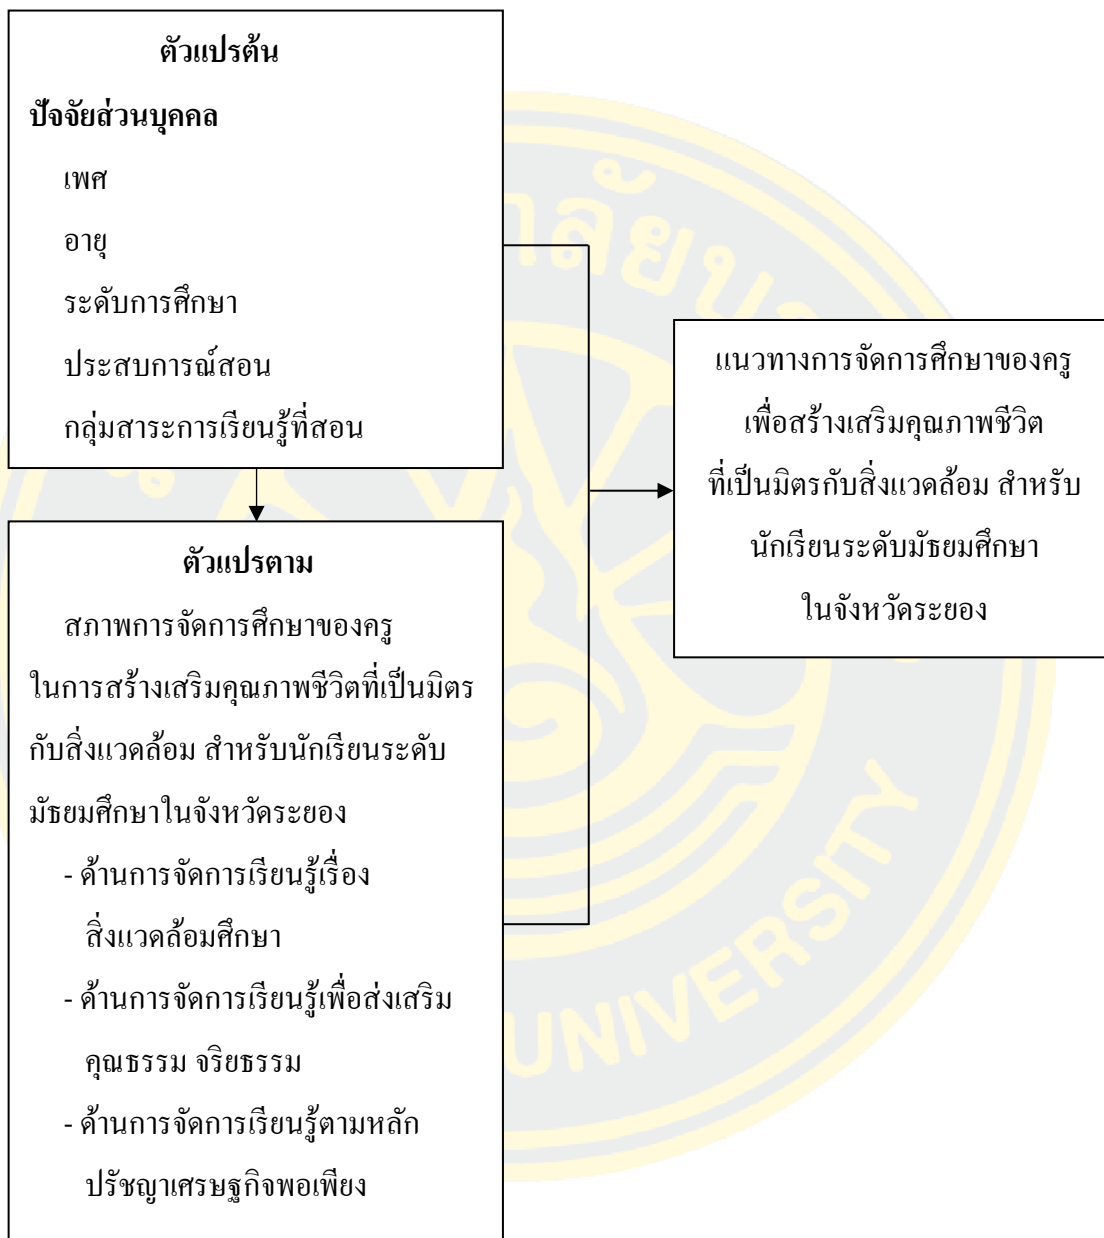 ตัวแปรต้น
ปัจจัยส่วนบุคคล
เพศ
อายุ
ระดับการศึกษา
ประสบการณ์สอน
กลุ่มสาระการเรียนรู้ที่สอน
ตัวแปรตาม
สภาพการจัดการศึกษาของครู
ในการสร้างเสริมคุณภาพชีวิตที่เป็นมิตร
กับสิ่งแวดล้อม สำหรับนักเรียนระดับ
มัธยมศึกษาในจังหวัดระยอง
- ด้านการจัดการเรียนรู้เรื่อง
สิ่งแวดล้อมศึกษา
- ด้านการจัดการเรียนรู้เพื่อส่งเสริม
คุณธรรม จริยธรรม
- ด้านการจัดการเรียนรู้ตามหลัก
ปรัชญาเศรษฐกิจพอเพียง
แนวทางการจัดการศึกษาของครู
เพื่อสร้างเสริมคุณภาพชีวิต
ที่เป็นมิตรกับสิ่งแวดล้อม สำหรับ
นักเรียนระดับมัธยมศึกษา
ในจังหวัดระยอง
UNIVERSITY